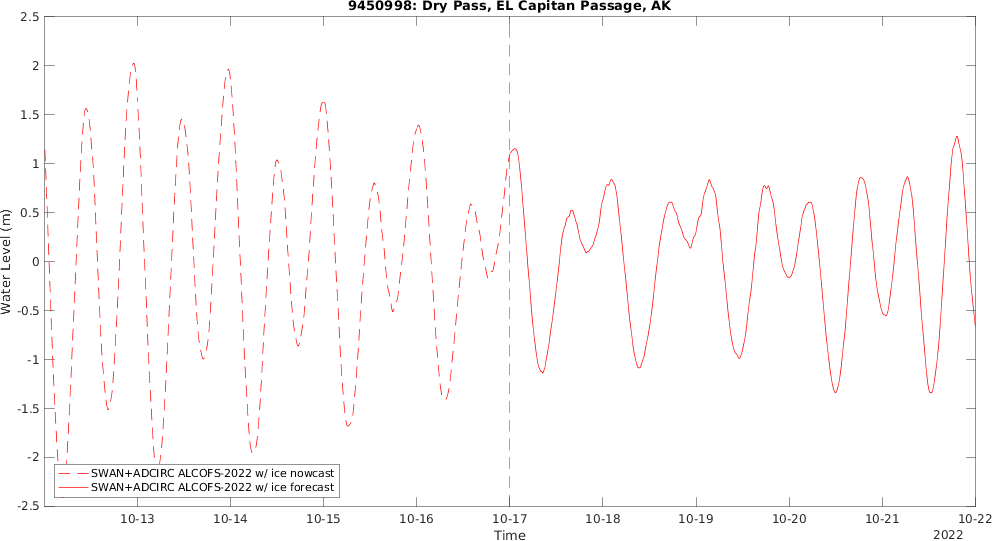 9450998: Dry Pass, EL Capitan Passage, AK
2.5
2
1.5
1
0.5
0
-0.5
-1
-1.5
-2
-2.5
Water Level (m)
SWAN+ADCIRC ALCOFS-2022 w/ ice nowcast
SWAN+ADCIRC ALCOFS-2022 w/ ice forecast
10-13 10-14 10-15 10-16 10-17 10-18 10-19 10-20 10-21 10-22
Time
2022